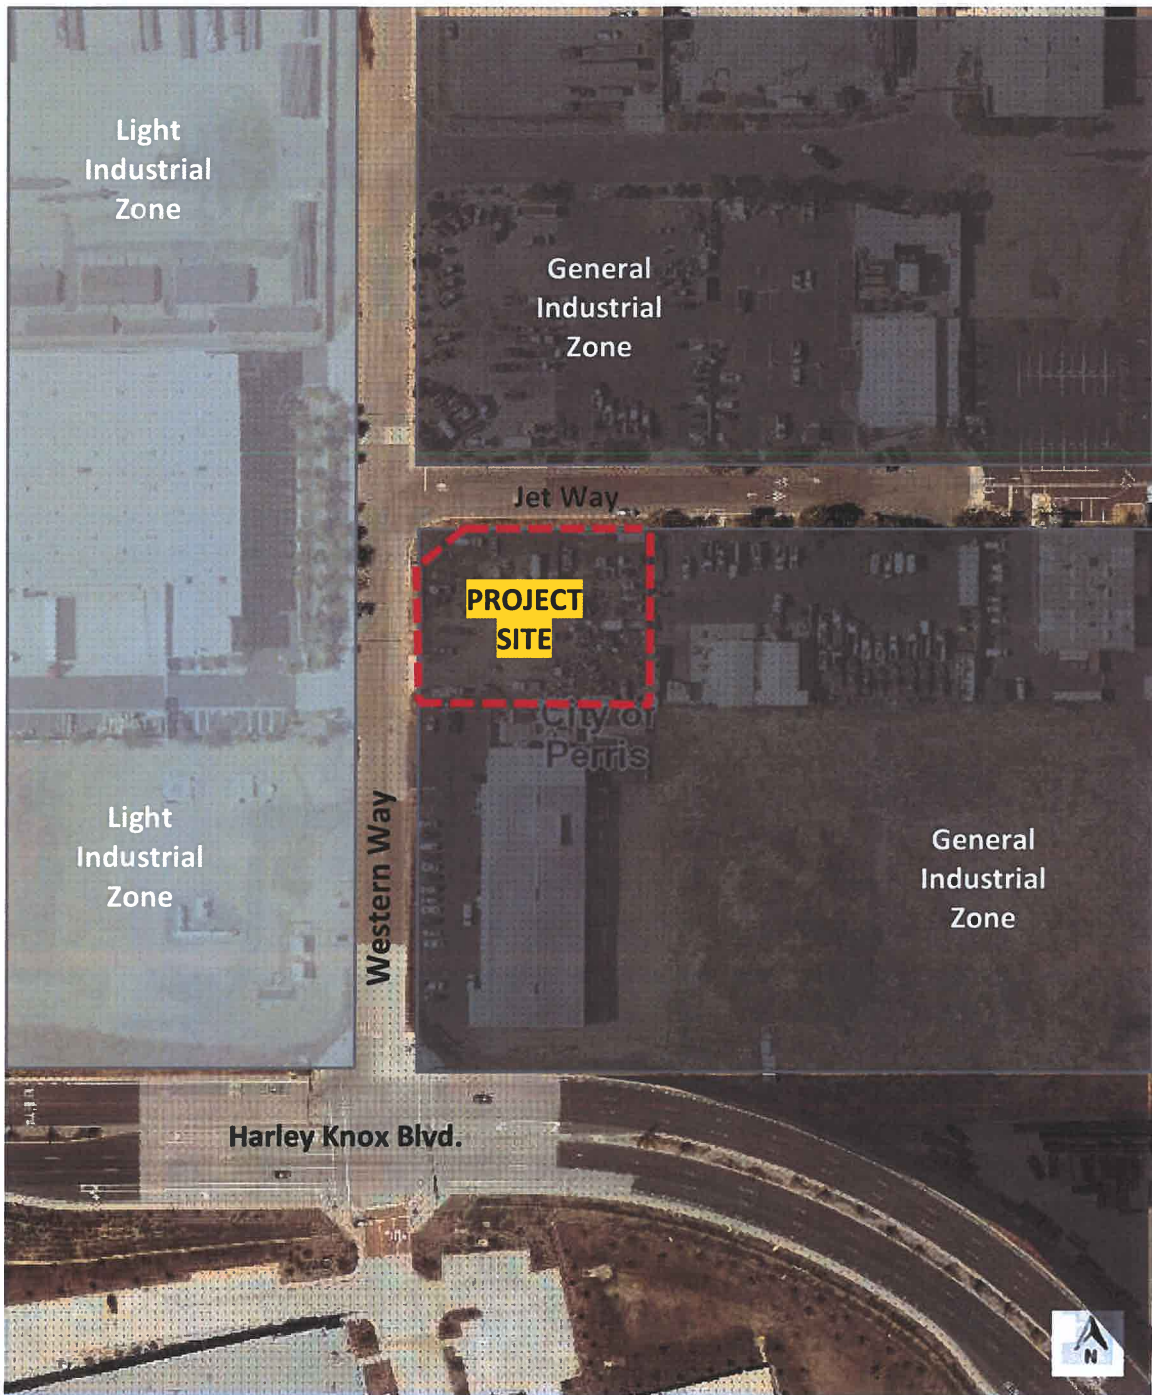 Light
Industrial
Zone
General
Industrial
Zone
Jet Way
PROJECT
SITE
City of
Perris
Western Way
Light
Industrial
Zone
General
Industrial
Zone
Harley Knox Blvd.
N